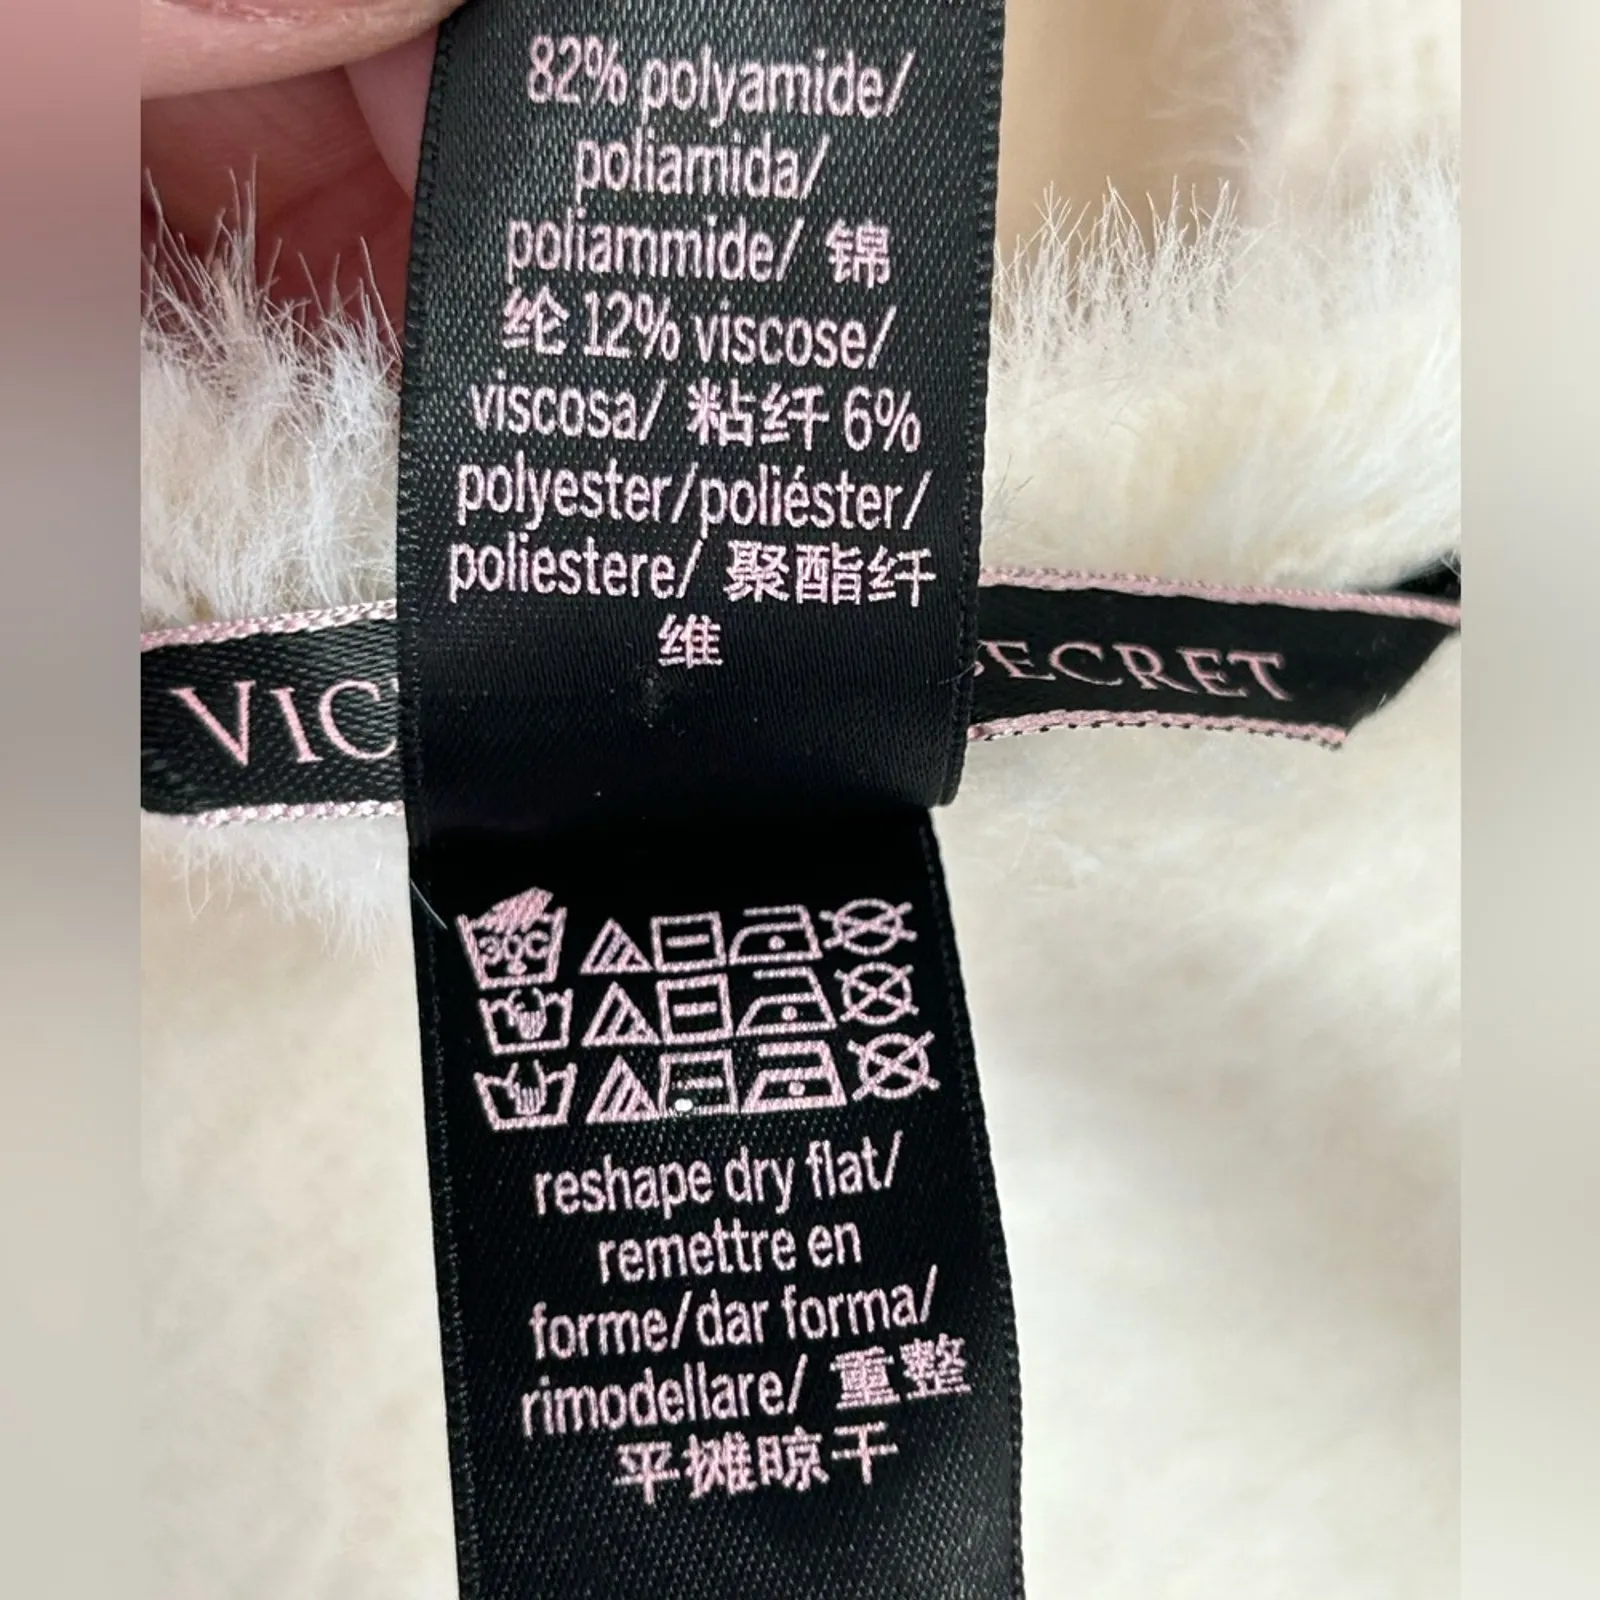 82% polyamide/
poliamida/
poliammide/ 锦
纶 12% viscose/
viscosa/ 粘纤 6%
polyester/poliéster/
poliestere/ 聚酯纤
维
VIC
SECRET
30C
reshape dry flat/
remettre en
forme/dar forma/
rimodellare/ 重整
平摊晾干